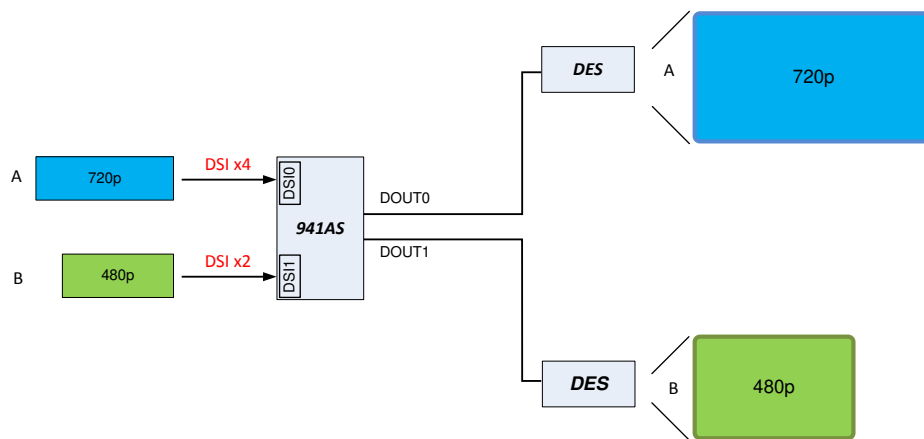 DES
A
720p
A
720p
DSI x4
DSI0
DOUT0
941AS
DOUT1
B
480p
DSI x2
DSI1
DES
B
480p